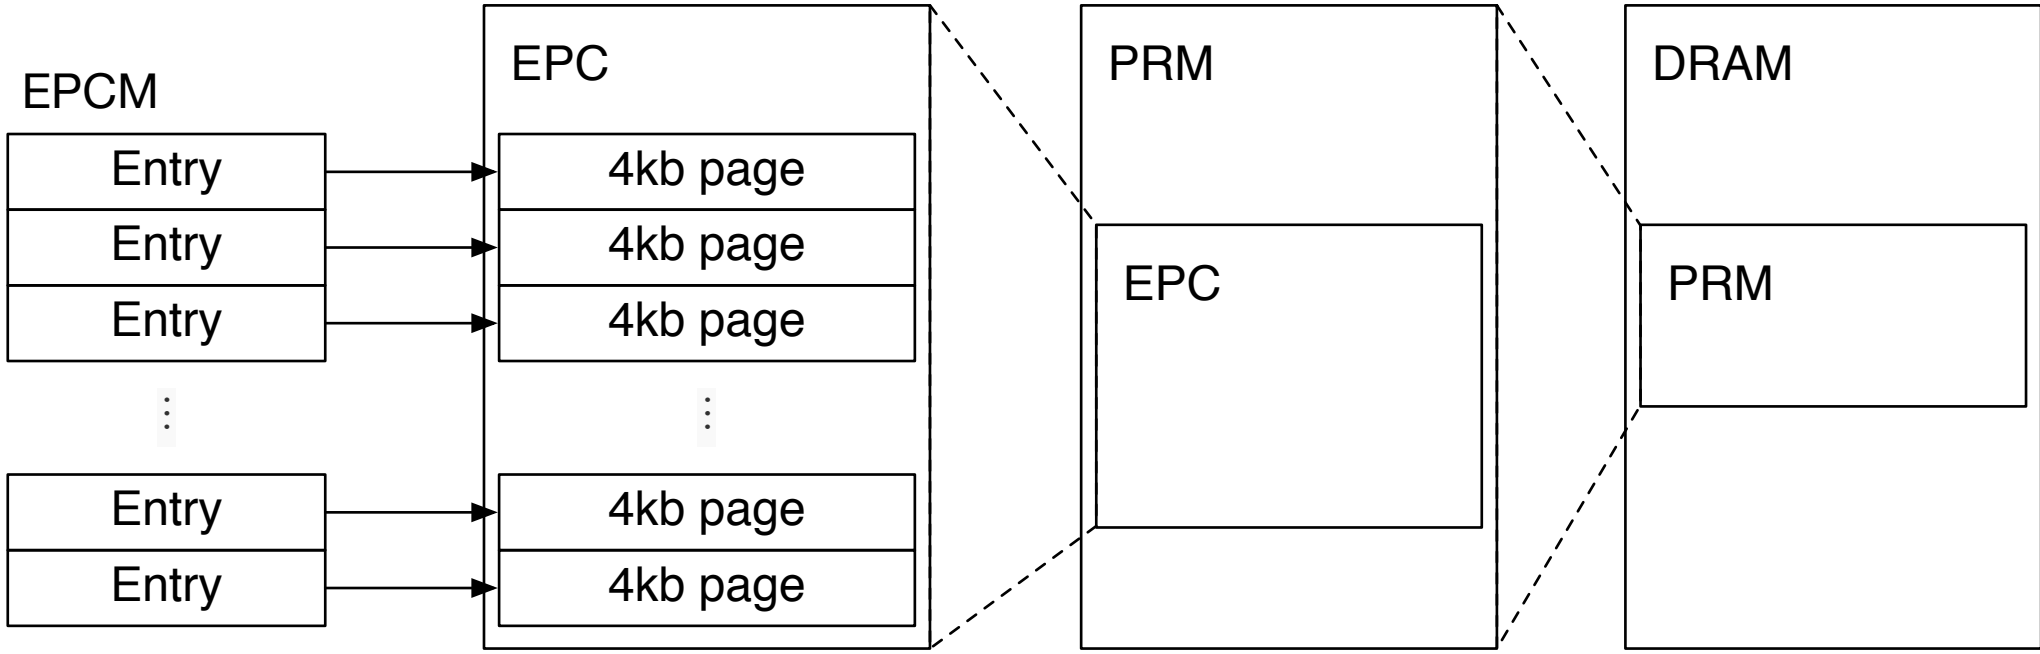 EPCM
Entry
Entry
Entry
⋮
Entry
Entry
EPC
4kb page
4kb page
4kb page
⋮
4kb page
4kb page
PRM
EPC
DRAM
PRM